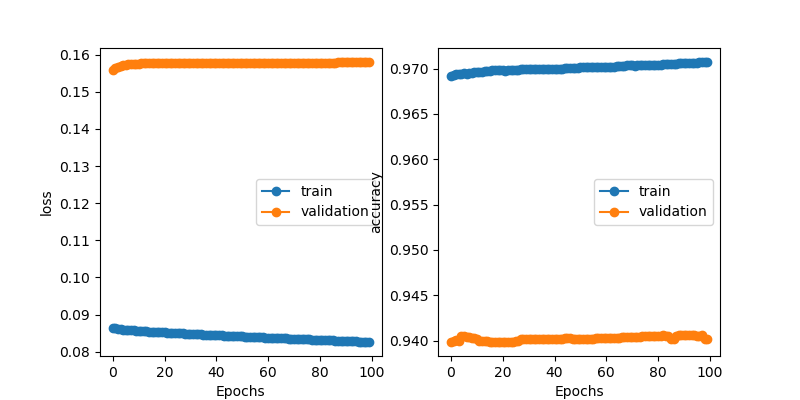 0.16
0.15
0.14
0.13
0.12
0.11
0.10
0.09
0.08
loss
0 20 40 60 80 100
Epochs
train
validation
0.970
0.965
0.960
0.955
0.950
0.945
0.940
accuracy
0 20 40 60 80 100
Epochs
train
validation